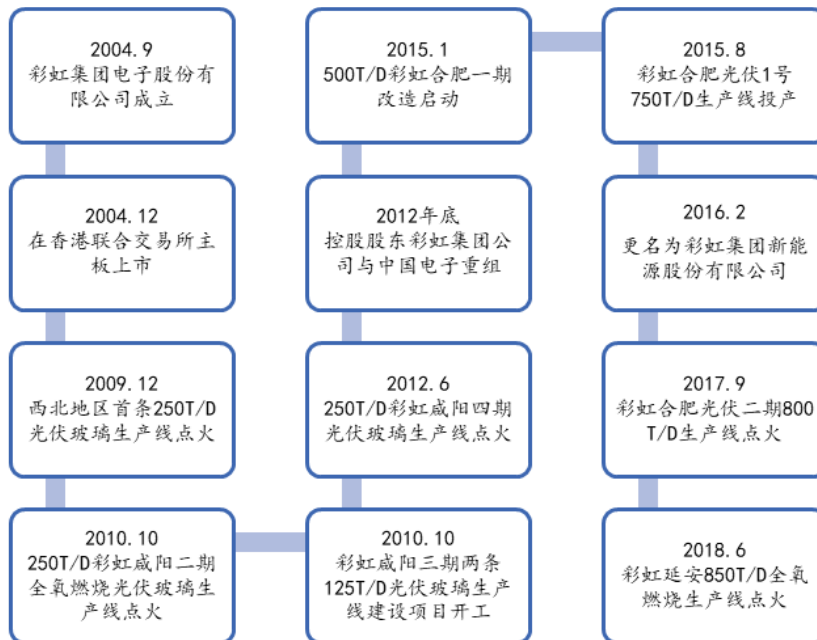 2004.9
彩虹集团电子股份有
限公司成立
2004.12
在香港联合交易所主
板上市
2009.12
西北地区首条250T/D
光伏玻璃生产线点火
2010.10
250T/D彩虹咸阳二期
全氧燃烧光伏玻璃生
产线点火
2010.10
彩虹咸阳三期两条
125T/D光伏玻璃生产
线建设项目开工
2012.6
250T/D彩虹咸阳四期
光伏玻璃生产线点火
2012年底
控股股东彩虹集团公
司与中国电子重组
2015.1
500T/D彩虹合肥一期
改造启动
2015.8
彩虹合肥光伏1号
750T/D生产线投产
2016.2
更名为彩虹集团新能
源股份有限公司
2017.9
彩虹合肥光伏二期800
T/D生产线点火
2018.6
彩虹延安850T/D全氧
燃烧生产线点火